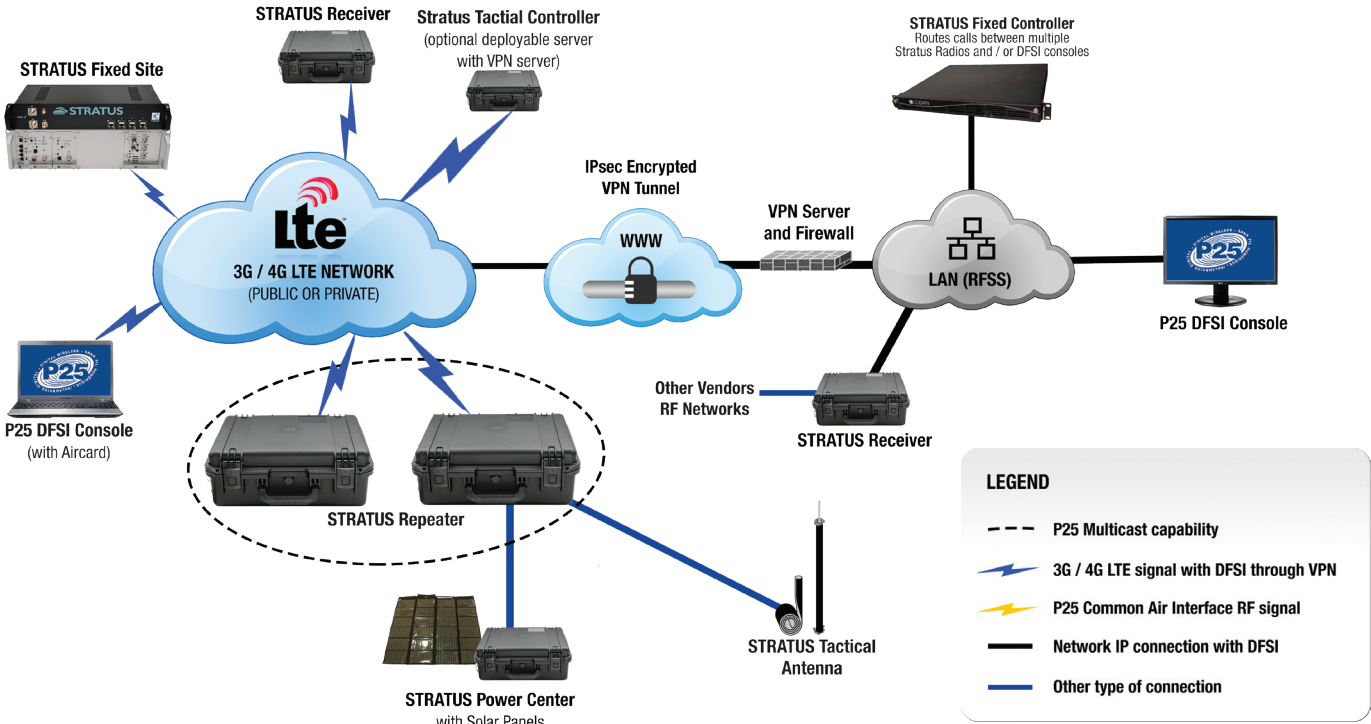 STRATUS Receiver
Stratus Tactial Controller
(optional deployable server
with VPN server)
STRATUS Fixed Controller
Routes calls between multiple
Stratus Radios and / or DFSI consoles
STRATUS Fixed Site
STRATUS
IPsec Encrypted
VPN Tunnel
VPN Server
and Firewall
WWW
Lte
3G / 4G LTE NETWORK
(PUBLIC OR PRIVATE)
LAN (RFSS)
P25
P25 DFSI Console
P25
P25 DFSI Console
(with Aircard)
Other Vendors
RF Networks
STRATUS Receiver
STRATUS Repeater
STRATUS Tactical
Antenna
STRATUS Power Center
with Solar Panels
LEGEND
P25 Multicast capability
3G / 4G LTE signal with DFSI through VPN
P25 Common Air Interface RF signal
Network IP connection with DFSI
Other type of connection